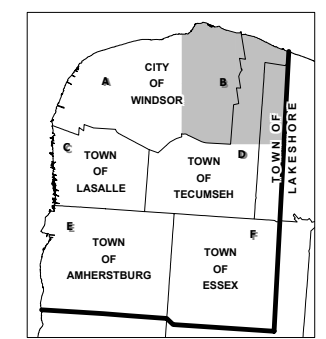 A
CITY
OF
WINDSOR
B
C
TOWN
OF
LASALLE
TOWN
OF
TECUMSEH
D
TOWN OF
LAKESHORE
E
TOWN
OF
AMHERSTBURG
F
TOWN
OF
ESSEX